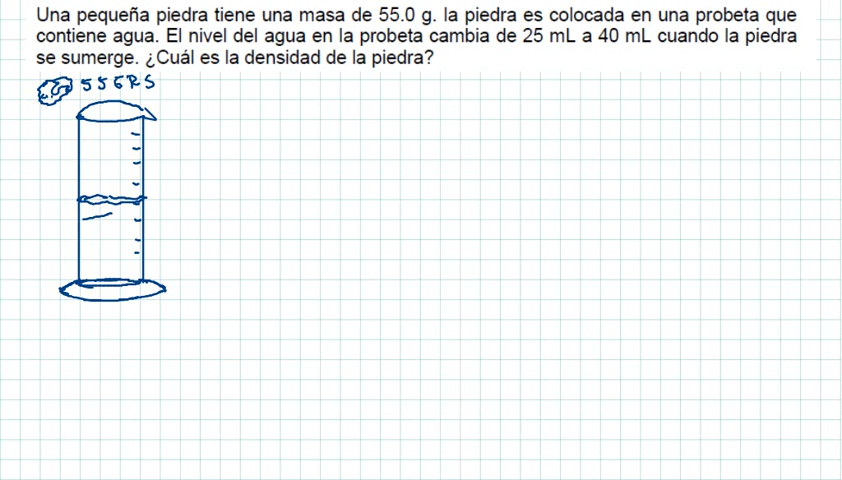 Una pequeña piedra tiene una masa de 55.0 g. la piedra es colocada en una probeta que
contiene agua. El nivel del agua en la probeta cambia de 25 mL a 40 mL cuando la piedra
se sumerge. ¿Cuál es la densidad de la piedra?
55GRS